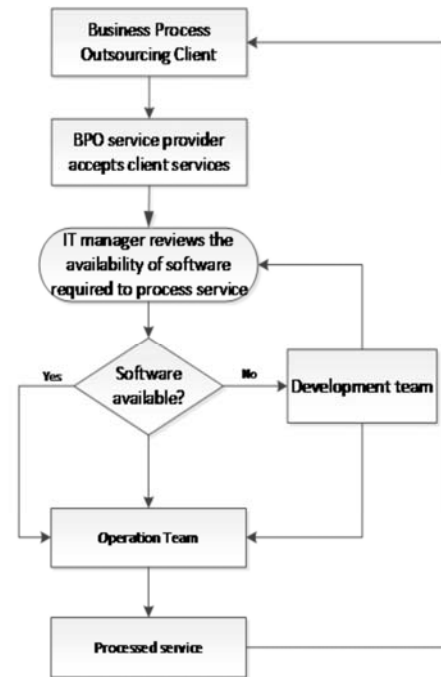 Business Process
Outsourcing Client
BPO service provider
accepts client services
IT manager reviews the
availability of software
required to process service
Software
available?
Yes
No
Development team
Operation Team
Processed service